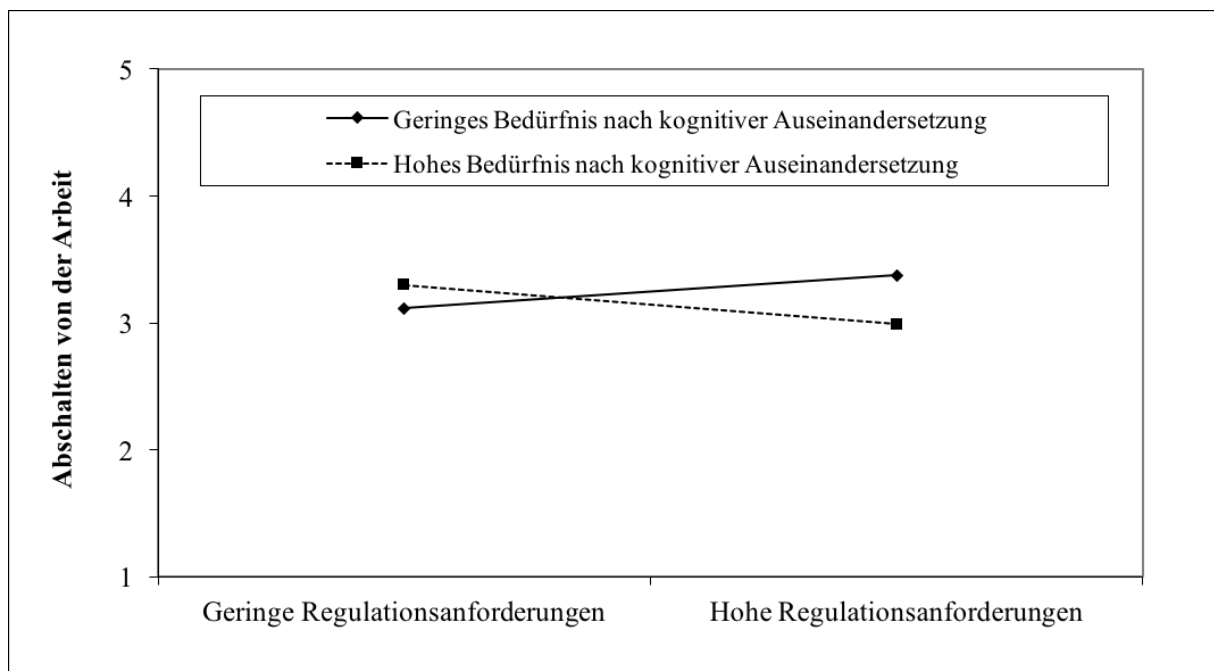 5
Geringes Bedürfnis nach kognitiver Auseinandersetzung
Hohes Bedürfnis nach kognitiver Auseinandersetzung
4
Abschalten von der Arbeit
3
2
1
Geringe Regulationsanforderungen
Hohe Regulationsanforderungen